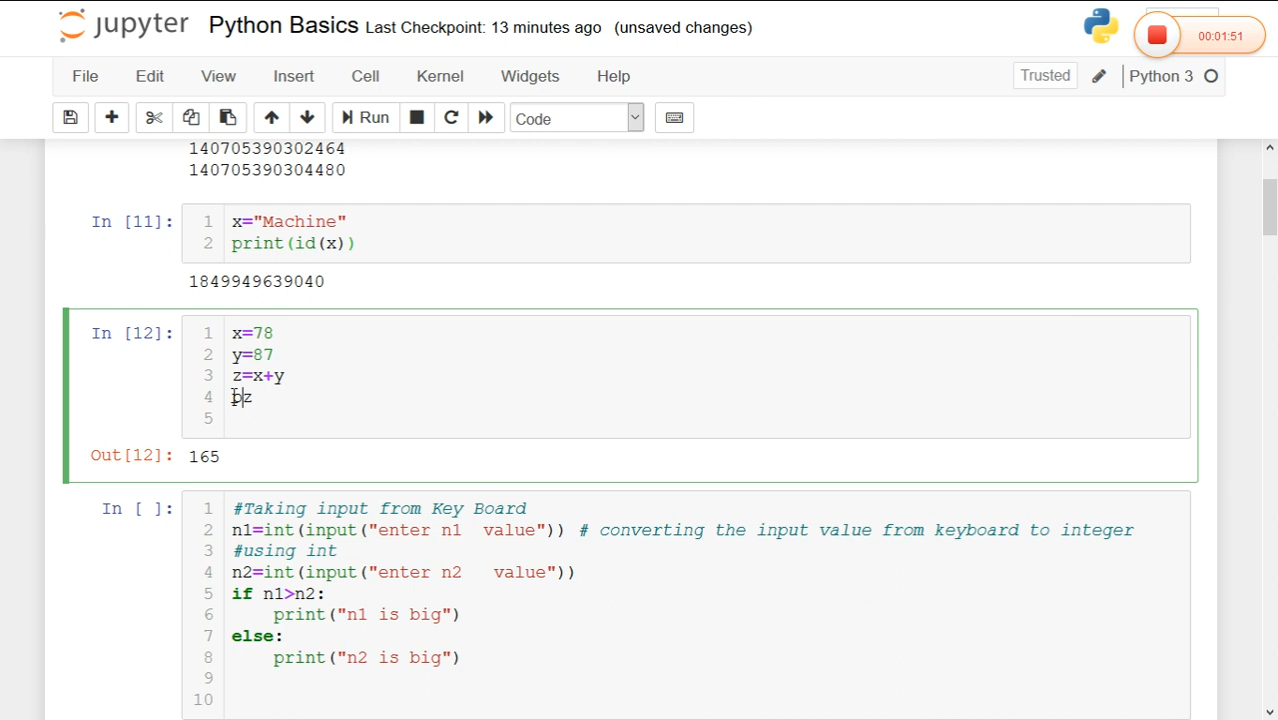 jupyter Python Basics Last Checkpoint: 13 minutes ago (unsaved changes)
00:01:51
File Edit View Insert Cell Kernel Widgets Help
Trusted Python 3
Run Code
140705390302464
140705390304480
In [11]: 1 x="Machine"
2 print(id(x))
1849949639040
In [12]: 1 x=78
2 y=87
3 z=x+y
4 pz
5
Out[12]: 165
In [ ]: 1 #Taking input from Key Board
2 n1=int(input("enter n1  value")) # converting the input value from keyboard to integer
3 #using int
4 n2=int(input("enter n2   value"))
5 if n1>n2:
6     print("n1 is big")
7 else:
8     print("n2 is big")
9
10